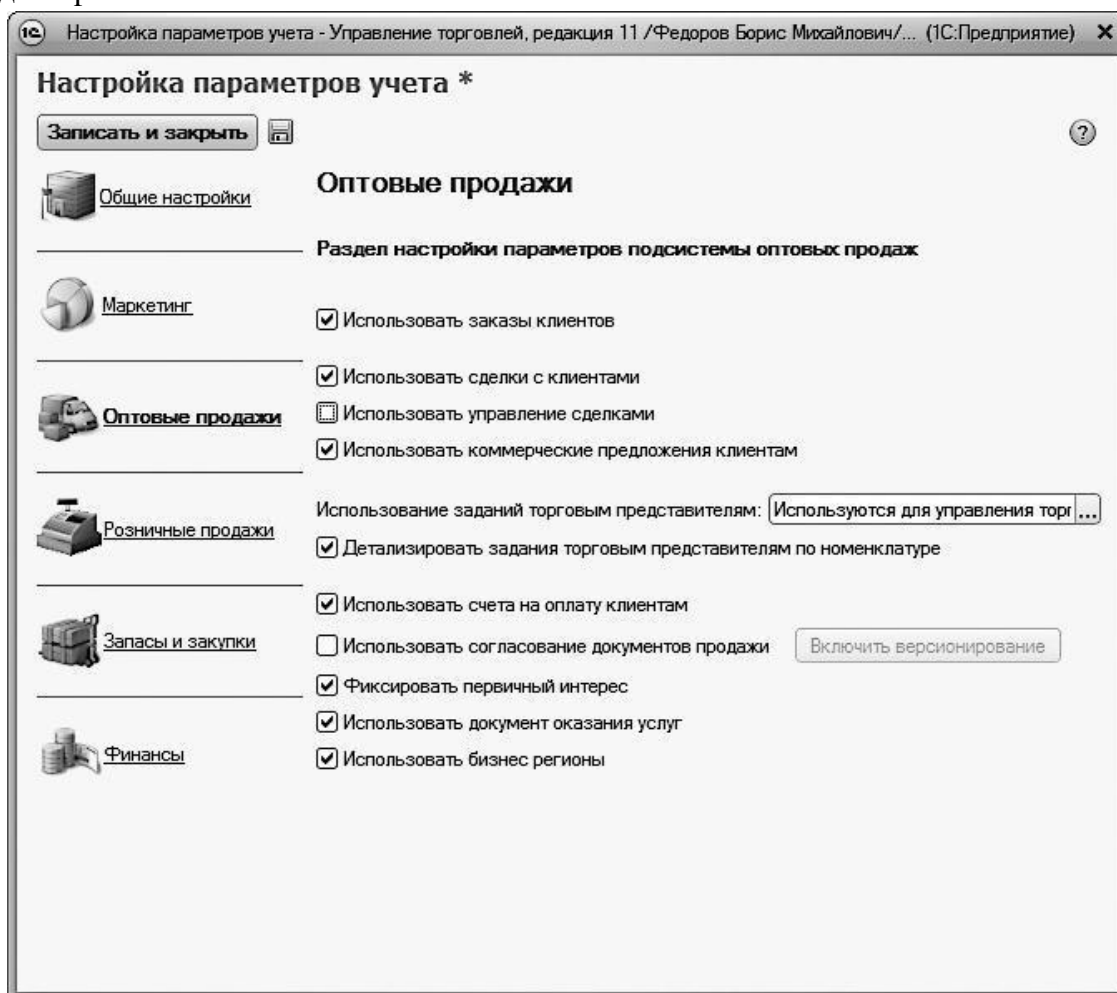 Настройка параметров учета - Управление торговлей, редакция 11 /Федоров Борис Михайлович/... (1С:Предприятие)
Настройка параметров учета *
Записать и закрыть
?
Общие настройки
Маркетинг
Оптовые продажи
Розничные продажи
Запасы и закупки
Финансы
Оптовые продажи
Раздел настройки параметров подсистемы оптовых продаж
Использовать заказы клиентов
Использовать сделки с клиентами
Использовать управление сделками
Использовать коммерческие предложения клиентам
Использование заданий торговым представителям: Используются для управления торг ...
Детализировать задания торговым представителям по номенклатуре
Использовать счета на оплату клиентам
Использовать согласование документов продажи Включить версионирование
Фиксировать первичный интерес
Использовать документ оказания услуг
Использовать бизнес регионы